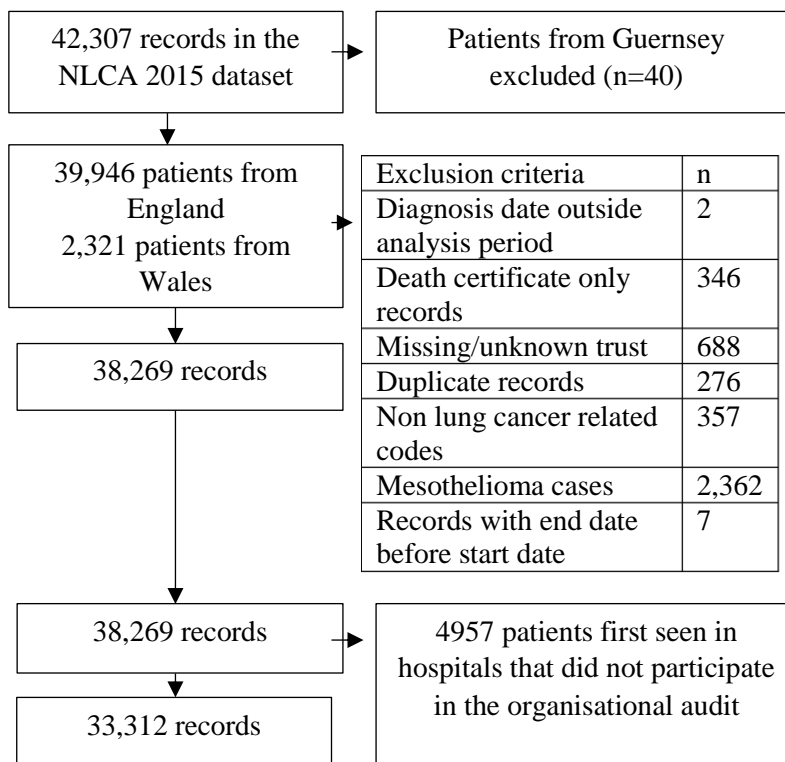 42,307 records in the
NLCA 2015 dataset
Patients from Guernsey
excluded (n=40)
39,946 patients from
England
2,321 patients from
Wales
Exclusion criteria n
Diagnosis date outside 2
analysis period
Death certificate only 346
records
Missing/unknown trust 688
Duplicate records 276
Non lung cancer related 357
codes
Mesothelioma cases 2,362
Records with end date 7
before start date
38,269 records
38,269 records
4957 patients first seen in
hospitals that did not participate
in the organisational audit
33,312 records